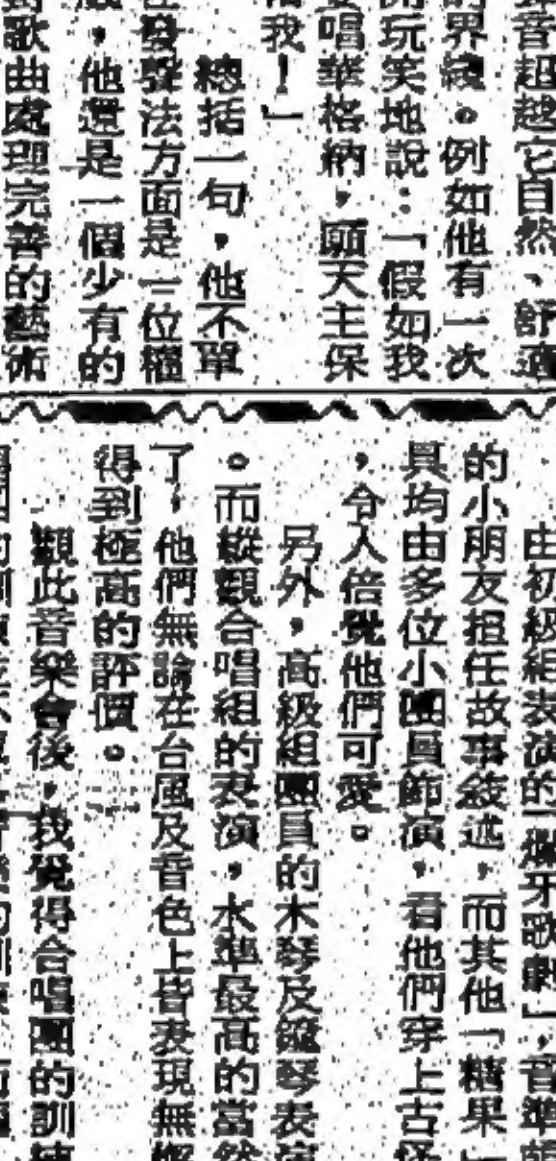 音超越它自然、舒適
的界綫。例如他有一次
開玩笑地說：「假如我
要唱華格納，願天主保
我！」
總括一句，他不單
在發聲法方面是一位權
，他還是一個少有的
對歌曲處理完善的藝術
由初級組表演的「爛牙歌劇」，音準
的小朋友担任故事敍述，而其他「糖果」
具均由多位小團員飾演，看他們穿上古怪
，令人倍覺他們可愛。
另外，高級組團員的木琴及鐘琴表演
。而縱觀合唱組的表演，水準最高的當然
了，他們無論在台風及音色上皆表現無
得到極高的評價。
觀此音樂會後，我覺得合唱團的訓練